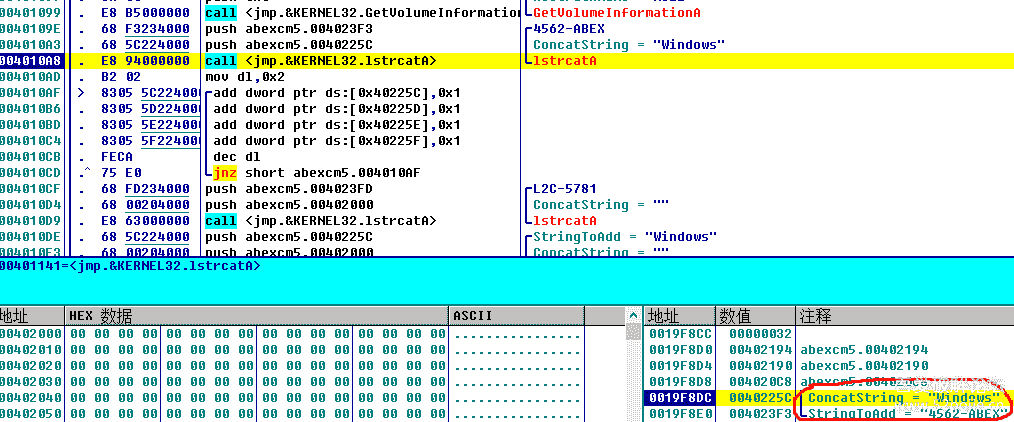 00401099 . E8 B5000000 call <jmp.&KERNEL32.GetVolumeInformation GetVolumeInformationA
0040109E . 68 F3234000 push abexcm5.004023F3 4562-ABEX
004010A3 . 68 5C224000 push abexcm5.0040225C ConcatString = "Windows"
004010A8 . E8 94000000 call <jmp.&KERNEL32.lstrcatA> lstrcatA
004010AD . B2 02 mov dl,0x2
004010AF > 8305 5C224000 add dword ptr ds:[0x40225C],0x1
004010B6 . 8305 5D224000 add dword ptr ds:[0x40225D],0x1
004010BD . 8305 5E224000 add dword ptr ds:[0x40225E],0x1
004010C4 . 8305 5F224000 add dword ptr ds:[0x40225F],0x1
004010CB . FECA dec dl
004010CD .^ 75 E0 jnz short abexcm5.004010AF
004010CF . 68 FD234000 push abexcm5.004023FD L2C-5781
004010D4 . 68 00204000 push abexcm5.00402000 ConcatString = ""
004010D9 . E8 63000000 call <jmp.&KERNEL32.lstrcatA> lstrcatA
004010DE . 68 5C224000 push abexcm5.0040225C StringToAdd = "Windows"
004010E3 . 68 00204000 push abexcm5.00402000 ConcatString = ""
00401141=<jmp.&KERNEL32.lstrcatA>
地址 HEX 数据 ASCII
00402000 00 00 00 00 00 00 00 00 00 00 00 00 00 00 00 00 ................
00402010 00 00 00 00 00 00 00 00 00 00 00 00 00 00 00 00 ................
00402020 00 00 00 00 00 00 00 00 00 00 00 00 00 00 00 00 ................
00402030 00 00 00 00 00 00 00 00 00 00 00 00 00 00 00 00 ................
00402040 00 00 00 00 00 00 00 00 00 00 00 00 00 00 00 00 ................
00402050 00 00 00 00 00 00 00 00 00 00 00 00 00 00 00 00 ................
地址 数值 注释
0019F8CC 00000032
0019F8D0 00402194 abexcm5.00402194
0019F8D4 00402190 abexcm5.00402190
0019F8D8 004020C8 abexcm5.004020C8
0019F8DC 0040225C ConcatString = "Windows"
0019F8E0 004023F3 StringToAdd = "4562-ABEX"